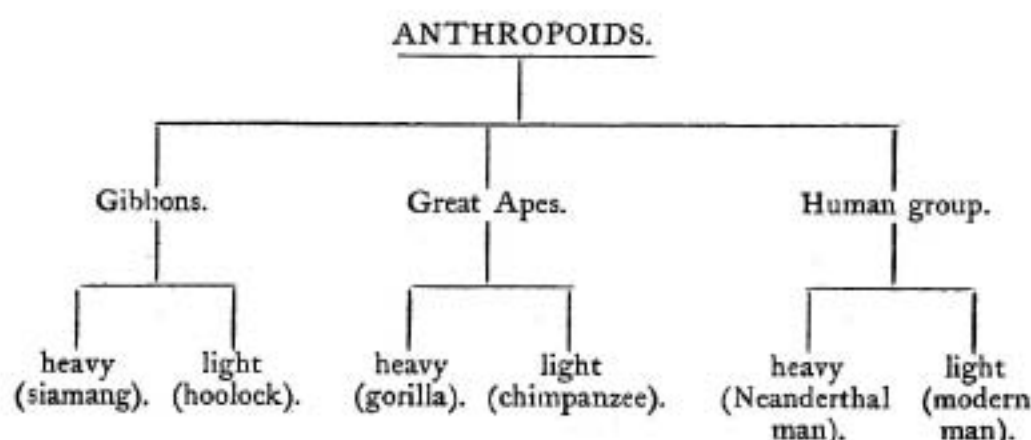 ANTHROPOIDS.
Gibbons. Great Apes. Human group.
heavy light heavy light heavy light
(siamang). (hoolock). (gorilla). (chimpanzee). (Neanderthal (modern
man). man).